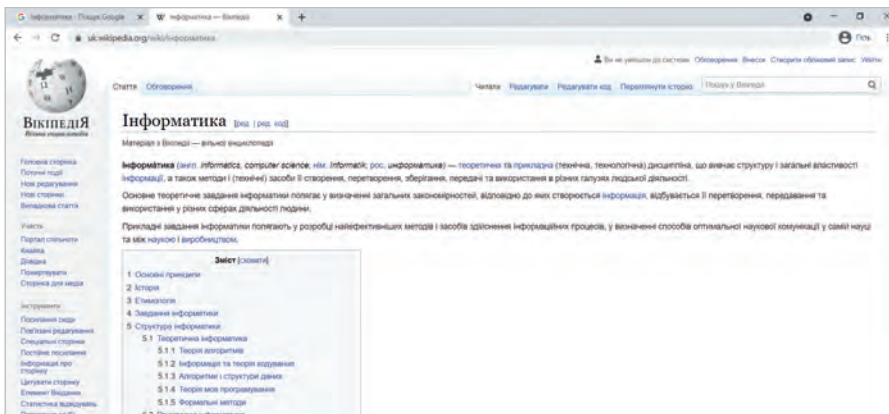 Інформатика - Пошук Google
Інформатика — Вікіпедія
uk.wikipedia.org/wiki/Інформатика
Гість
Ви не увійшли до системи Обговорення Внесок Створити обліковий запис Увійти
Стаття Обговорення
Читати Редагувати Редагувати код Переглянути історію Пошук у Вікіпедії
ВІКІПЕДІЯ
Вільна енциклопедія
Інформатика [ред. | ред. код]
Матеріал з Вікіпедії — вільної енциклопедії.
Інформа́тика (англ. informatics, computer science; нім. Informatik; рос. информатика) — теоретична та прикладна (технічна, технологічна) дисципліна, що вивчає структуру і загальні властивості
інформації, а також методи і (технічні) засоби її створення, перетворення, зберігання, передачі та використання в різних галузях людської діяльності.
Основне теоретичне завдання інформатики полягає у визначенні загальних закономірностей, відповідно до яких створюється інформація, відбувається її перетворення, передавання та
використання у різних сферах діяльності людини.
Прикладні завдання інформатики полягають у розробці найефективніших методів і засобів здійснення інформаційних процесів, у визначенні способів оптимальної наукової комунікації у самій науці
та між наукою і виробництвом.
Зміст [сховати]
1 Основні принципи
2 Історія
3 Етимологія
4 Завдання інформатики
5 Структура інформатики
5.1 Теоретична інформатика
5.1.1 Теорія алгоритмів
5.1.2 Інформація та теорія кодування
5.1.3 Алгоритми і структури даних
5.1.4 Теорія мов програмування
5.1.5 Формальні методи
Головна сторінка
Поточні події
Нові редагування
Нові сторінки
Випадкова стаття
Участь
Портал спільноти
Кнайпа
Довідка
Пожертвувати
Сторінка для медіа
Інструменти
Посилання сюди
Пов'язані редагування
Спеціальні сторінки
Постійне посилання
Інформація про
сторінку
Цитувати сторінку
Елемент Вікіданих
Статистика відвідувань